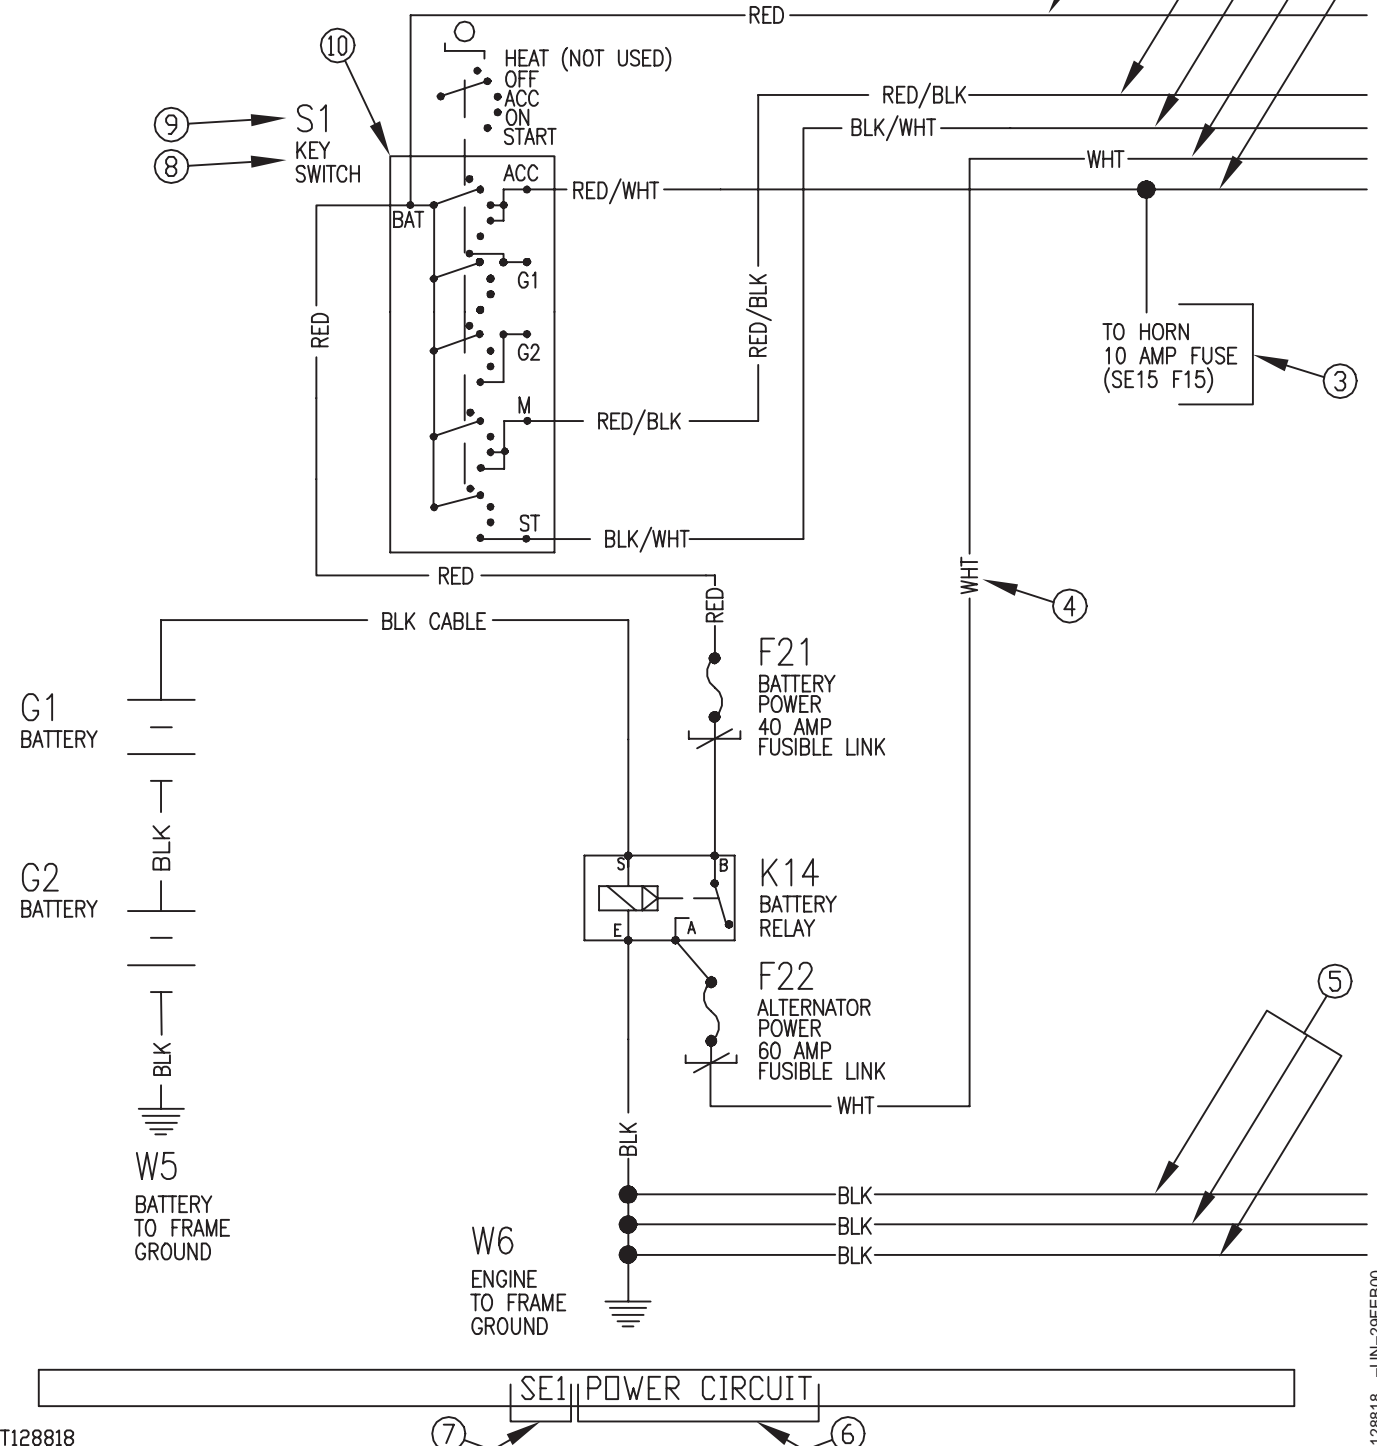 RED
10
HEAT (NOT USED)
OFF
ACC
ON
START
9
S1
8
KEY
SWITCH
RED/BLK
BLK/WHT
WHT
ACC
RED/WHT
BAT
G1
RED
G2
RED/BLK
TO HORN
10 AMP FUSE
(SE15 F15)
3
M
RED/BLK
ST
BLK/WHT
RED
WHT
4
RED
BLK CABLE
F21
BATTERY
POWER
40 AMP
FUSIBLE LINK
G1
BATTERY
BLK
G2
BATTERY
S
B
K14
BATTERY
RELAY
E
A
F22
ALTERNATOR
POWER
60 AMP
FUSIBLE LINK
5
BLK
WHT
BLK
W5
BATTERY
TO FRAME
GROUND
BLK
BLK
BLK
W6
ENGINE
TO FRAME
GROUND
SE1 POWER CIRCUIT
7
6
T128818
128818 –UN–29FEB00